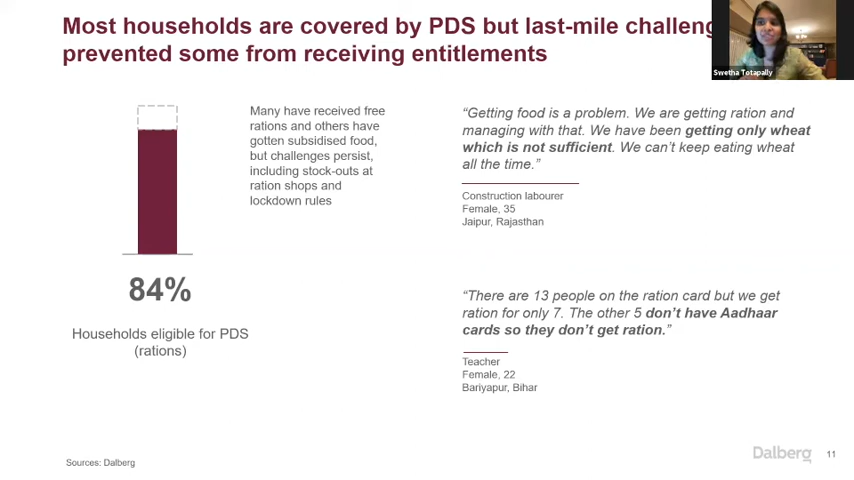 Most households are covered by PDS but last-mile
prevented some from receiving entitlements
Swetha Totapally
84%
Households eligible for PDS
(rations)
Many have received free
rations and others have
gotten subsidised food,
but challenges persist,
including stock-outs at
ration shops and
lockdown rules
“Getting food is a problem. We are getting ration and
managing with that. We have been getting only wheat
which is not sufficient. We can’t keep eating wheat
all the time.”
Construction labourer
Female, 35
Jaipur, Rajasthan
“There are 13 people on the ration card but we get
ration for only 7. The other 5 don’t have Aadhaar
cards so they don’t get ration.”
Teacher
Female, 22
Bariyapur, Bihar
Sources: Dalberg
Dalberg
11